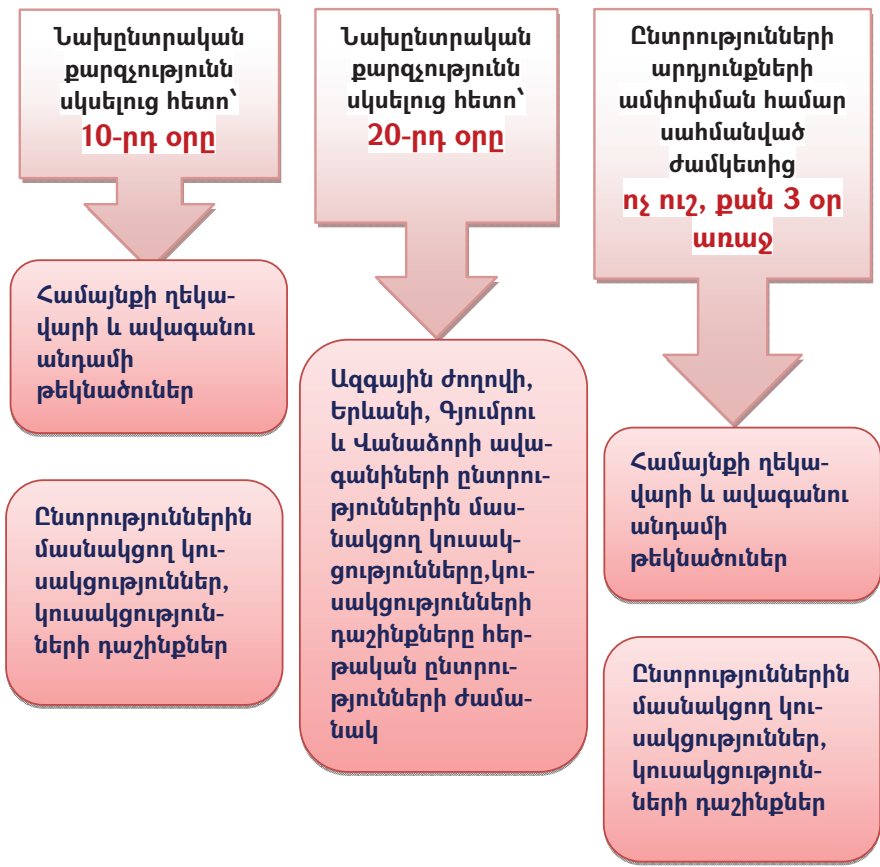 Նախընտրական
քարզչությունն
սկսելուց հետո՝
10-րդ օրը
Համայնքի ղեկա-
վարի և ավագանու
անդամի
թեկնածուներ
Ընտրություններին
մասնակցող կու-
սակցություններ,
կուսակցություն-
ների դաշինքներ
Նախընտրական
քարզչությունն
սկսելուց հետո՝
20-րդ օրը
Ազգային ժողովի,
Երևանի, Գյումրու
և Վանաձորի ավա-
գանիների ընտրու-
թյուններին մաս-
նակցող կուսակ-
ցությունները,կու-
սակցությունների
դաշինքները հեր-
թական ընտրու-
թյունների ժամա-
նակ
Ընտրությունների
արդյունքների
ամփոփման համար
սահմանված
ժամկետից
ոչ ուշ, քան 3 օր
առաջ
Համայնքի ղեկա-
վարի և ավագանու
անդամի
թեկնածուներ
Ընտրություններին
մասնակցող կու-
սակցություններ,
կուսակցություն-
ների դաշինքներ